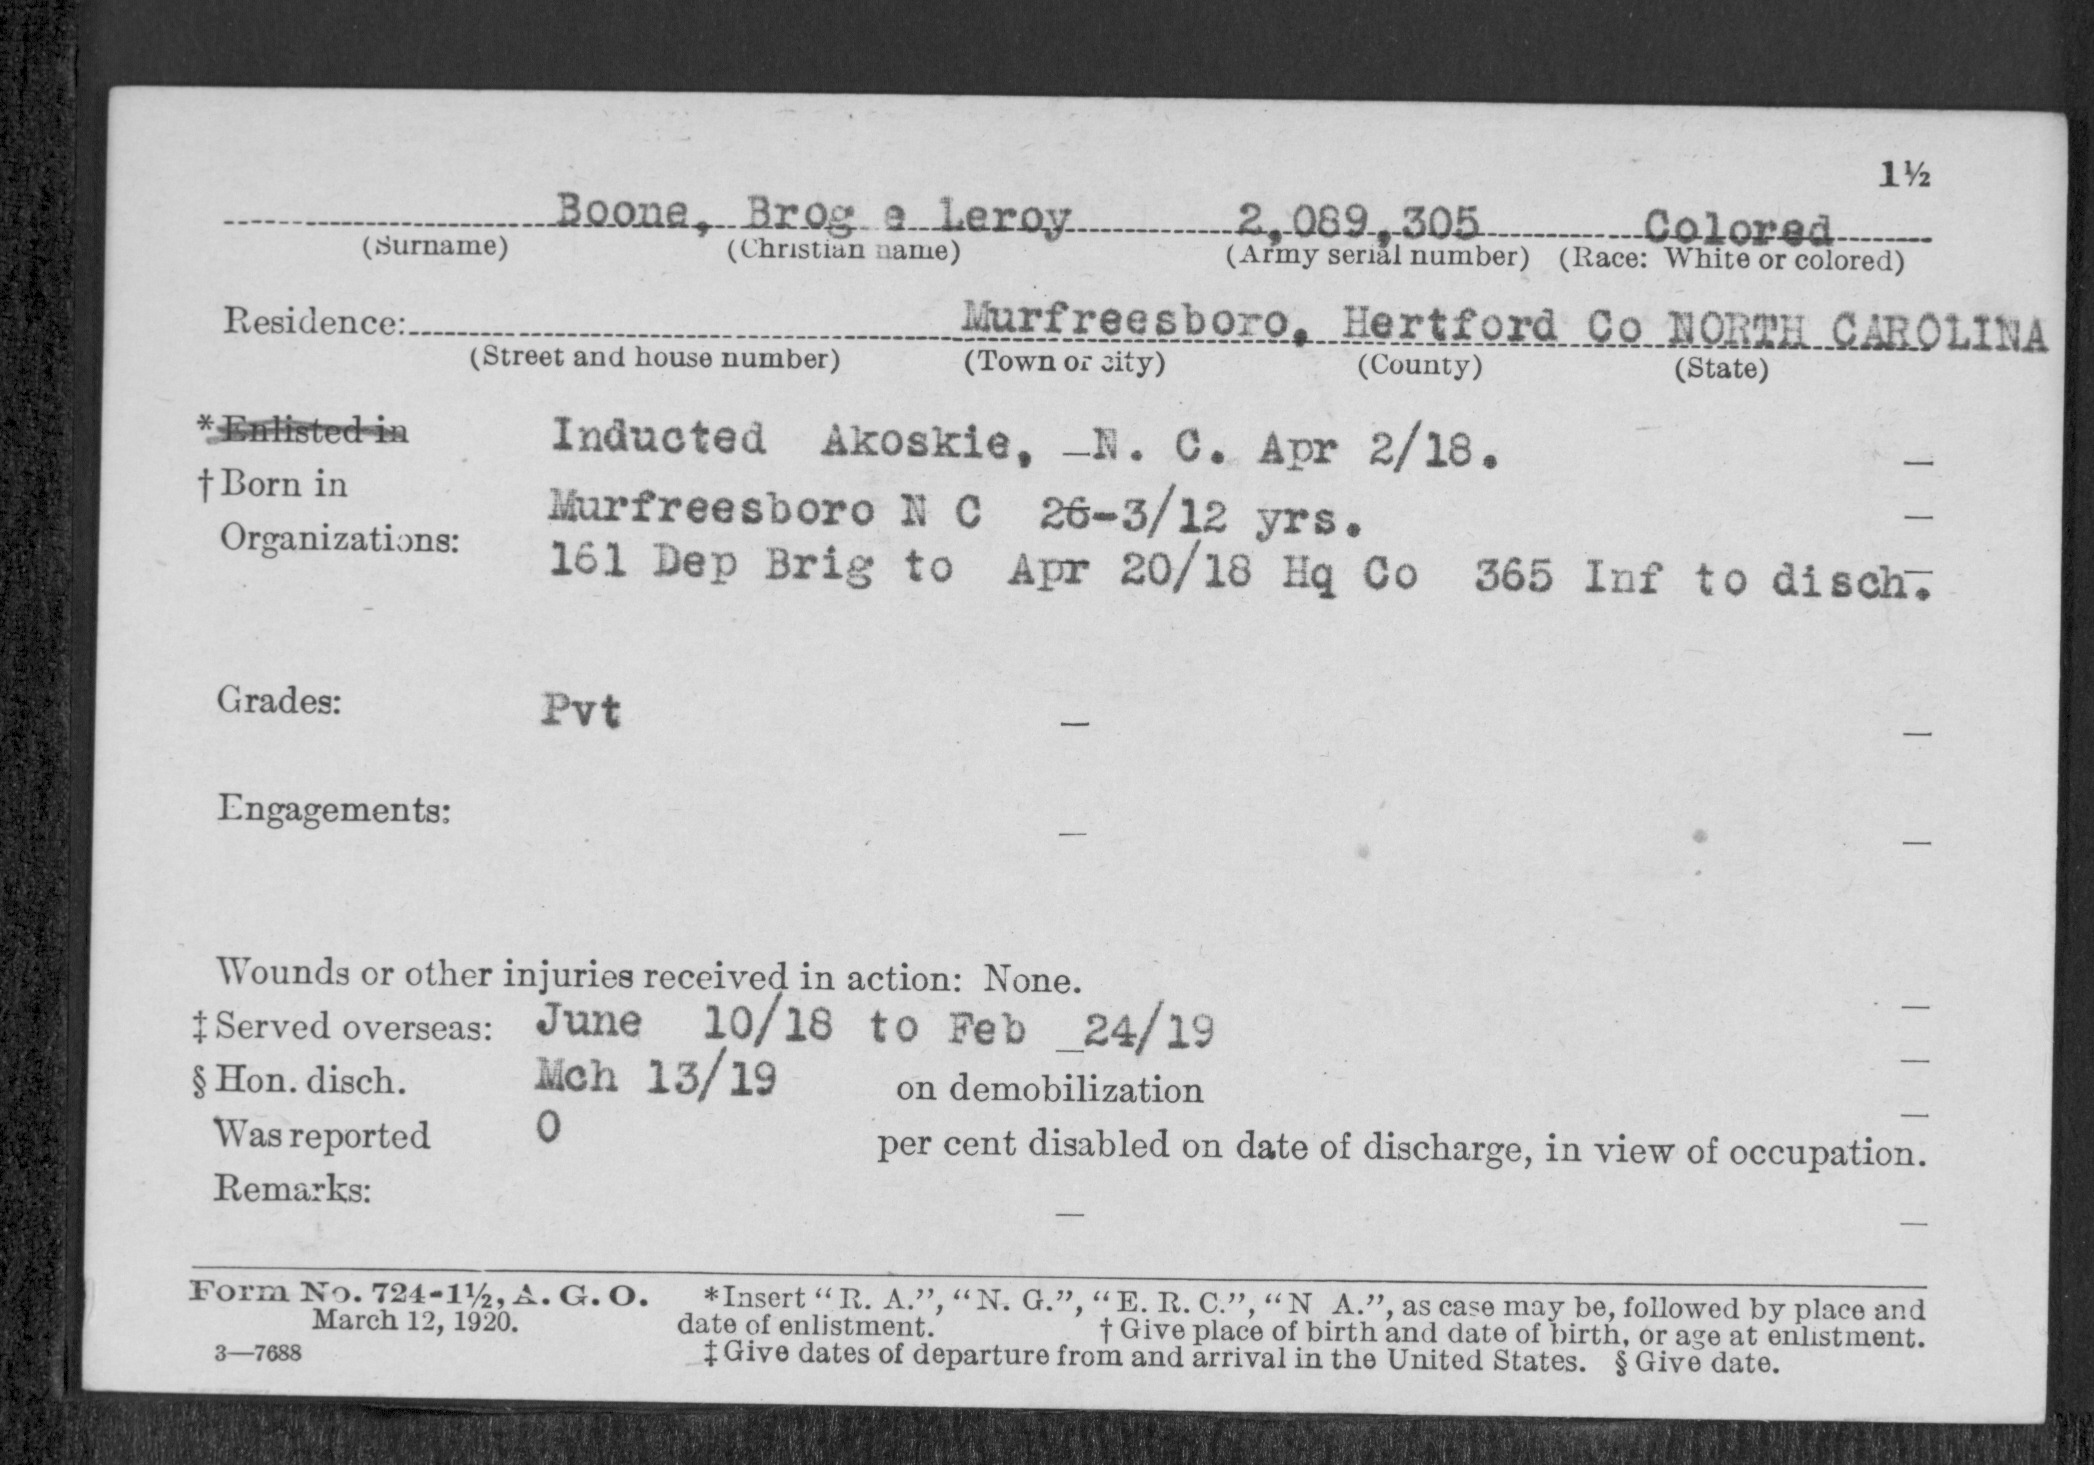 1½
Boone, Brog e Leroy 2,089,305 Colored
(Surname) (Christian name) (Army serial number) (Race: White or colored)
Residence: Murfreesboro, Hertford Co NORTH CAROLINA
(Street and house number) (Town or city) (County) (State)
*Enlisted in Inducted Akoskie, N. C. Apr 2/18.
†Born in Murfreesboro N C 26-3/12 yrs.
Organizations: 161 Dep Brig to Apr 20/18 Hq Co 365 Inf to disch.
Grades: Pvt
Engagements:
Wounds or other injuries received in action: None.
‡Served overseas: June 10/18 to Feb 24/19
§Hon. disch. Mch 13/19 on demobilization
Was reported 0 per cent disabled on date of discharge, in view of occupation.
Remarks:
Form No. 724-1½, A. G. O. *Insert “R. A.”, “N. G.”, “E. R. C.”, “N A.”, as case may be, followed by place and
March 12, 1920. date of enlistment. †Give place of birth and date of birth, or age at enlistment.
3—7688 ‡Give dates of departure from and arrival in the United States. §Give date.